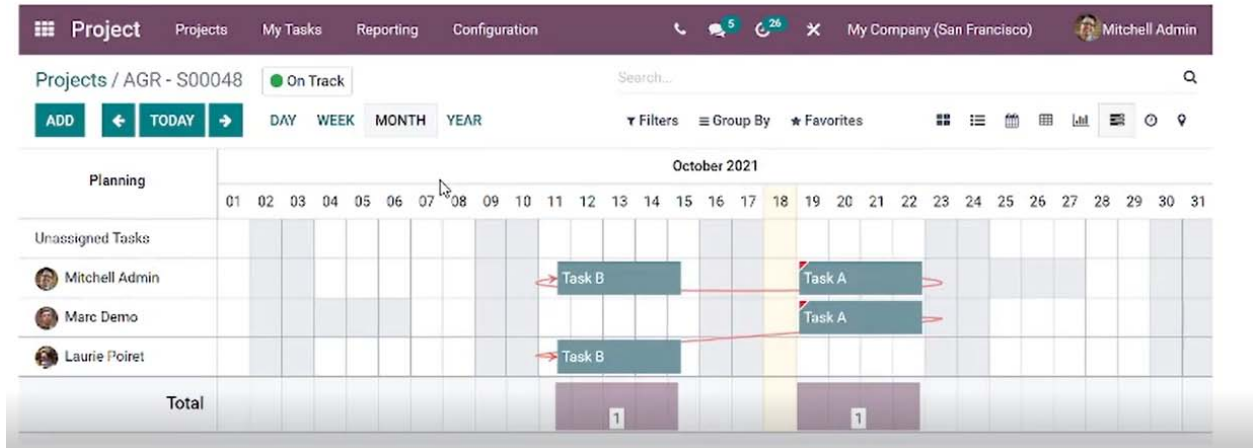 Project Projects My Tasks Reporting Configuration 5 26 My Company (San Francisco) Mitchell Admin
Projects / AGR - S00048 On Track Search...
ADD TODAY DAY WEEK MONTH YEAR Filters Group By Favorites
October 2021
Planning
01 02 03 04 05 06 07 08 09 10 11 12 13 14 15 16 17 18 19 20 21 22 23 24 25 26 27 28 29 30 31
Unassigned Tasks
Mitchell Admin Task B Task A
Marc Demo Task A
Laurie Poiret Task B
Total 1 1